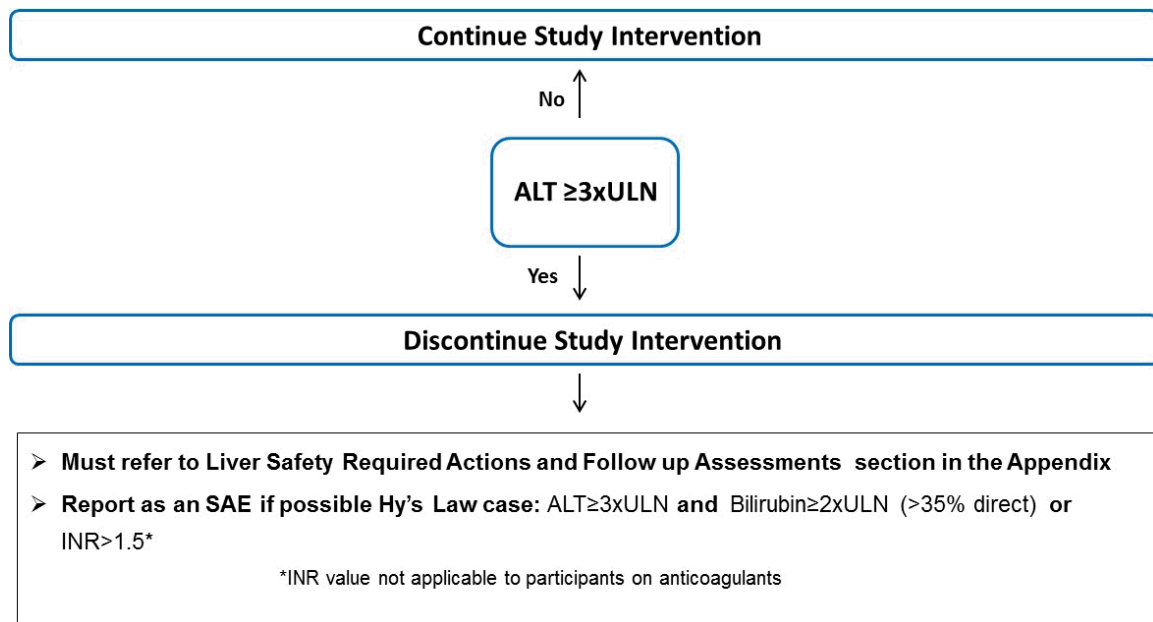 Continue Study Intervention
No
ALT ≥3xULN
Yes
Discontinue Study Intervention
➢ Must refer to Liver Safety Required Actions and Follow up Assessments section in the Appendix
➢ Report as an SAE if possible Hy's Law case: ALT≥3xULN and Bilirubin≥2xULN (>35% direct) or
INR>1.5*
*INR value not applicable to participants on anticoagulants